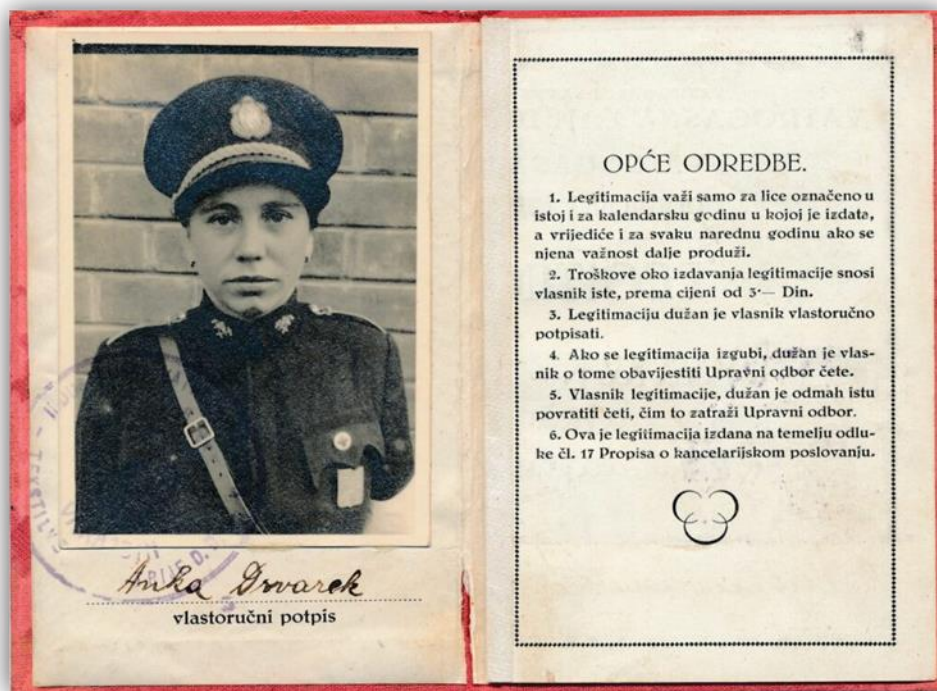 Anka Drvarek
vlastoručni potpis
OPĆE ODREDBE.
1. Legitimacija važi samo za lice označeno u
istoj i za kalendarsku godinu u kojoj je izdata,
a vrijediće i za svaku narednu godinu ako se
njena važnost dalje produži.
2. Troškove oko izdavanja legitimacije snosi
vlasnik iste, prema cijeni od 3·— Din.
3. Legitimaciju dužan je vlasnik vlastoručno
potpisati.
4. Ako se legitimacija izgubi, dužan je vlas-
nik o tome obavijestiti Upravni odbor čete.
5. Vlasnik legitimacije, dužan je odmah istu
povratiti četi, čim to zatraži Upravni odbor.
6. Ova je legitimacija izdana na temelju odlu-
ke čl. 17 Propisa o kancelarijskom poslovanju.